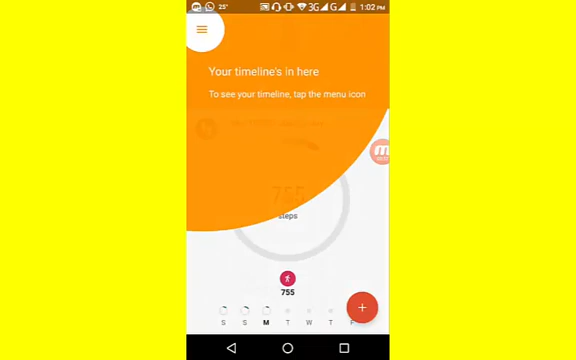 25° 3G G 1:02 PM
Your timeline's in here
To see your timeline, tap the menu icon
755
steps
755
S S M T W T F